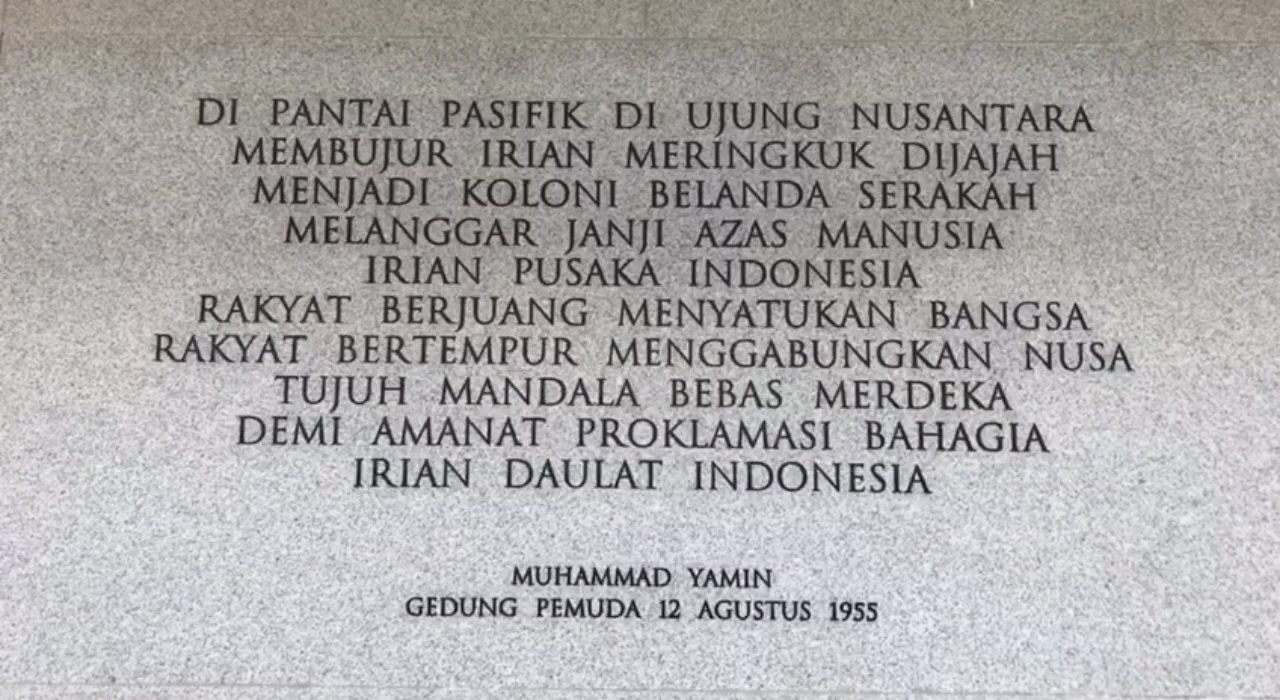 DI PANTAI PASIFIK DI UJUNG NUSANTARA
MEMBUJUR IRIAN MERINGKUK DIJAJAH
MENJADI KOLONI BELANDA SERAKAH
MELANGGAR JANJI AZAS MANUSIA
IRIAN PUSAKA INDONESIA
RAKYAT BERJUANG MENYATUKAN BANGSA
RAKYAT BERTEMPUR MENGGABUNGKAN NUSA
TUJUH MANDALA BEBAS MERDEKA
DEMI AMANAT PROKLAMASI BAHAGIA
IRIAN DAULAT INDONESIA
MUHAMMAD YAMIN
GEDUNG PEMUDA 12 AGUSTUS 1955